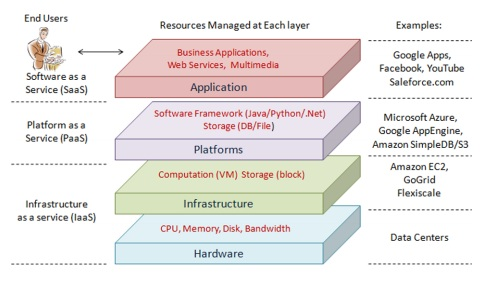 End Users
Resources Managed at Each layer
Examples:
Software as a
Service (SaaS)
Business Applications,
Web Services, Multimedia
Application
Google Apps,
Facebook, YouTube
Saleforce.com
Platform as a
Service (PaaS)
Software Framework (Java/Python/.Net)
Storage (DB/File)
Platforms
Microsoft Azure,
Google AppEngine,
Amazon SimpleDB/S3
Infrastructure
as a service (IaaS)
Computation (VM) Storage (block)
Infrastructure
Amazon EC2,
GoGrid
Flexiscale
CPU, Memory, Disk, Bandwidth
Hardware
Data Centers